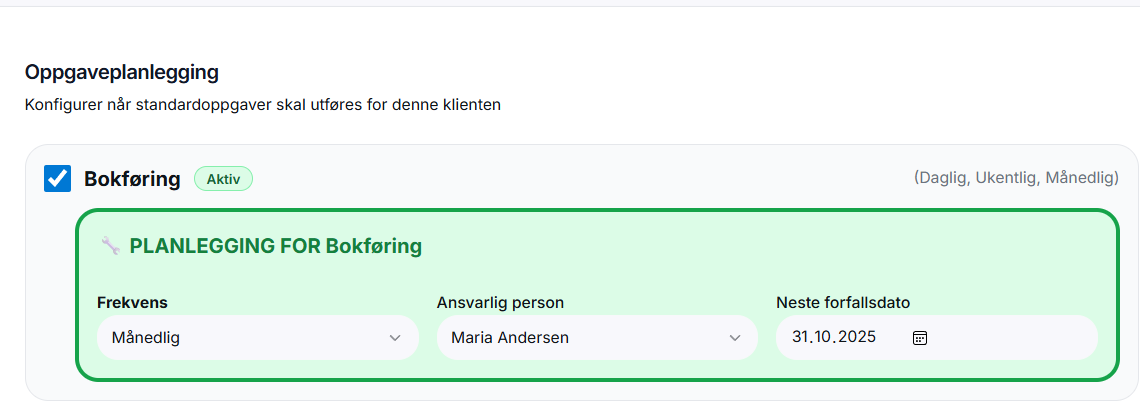 Oppgaveplanlegging
Konfigurer når standardoppgaver skal utføres for denne klienten
Bokføring Aktiv (Daglig, Ukentlig, Månedlig)
PLANLEGGING FOR Bokføring
Frekvens Ansvarlig person Neste forfallsdato
Månedlig Maria Andersen 31.10.2025